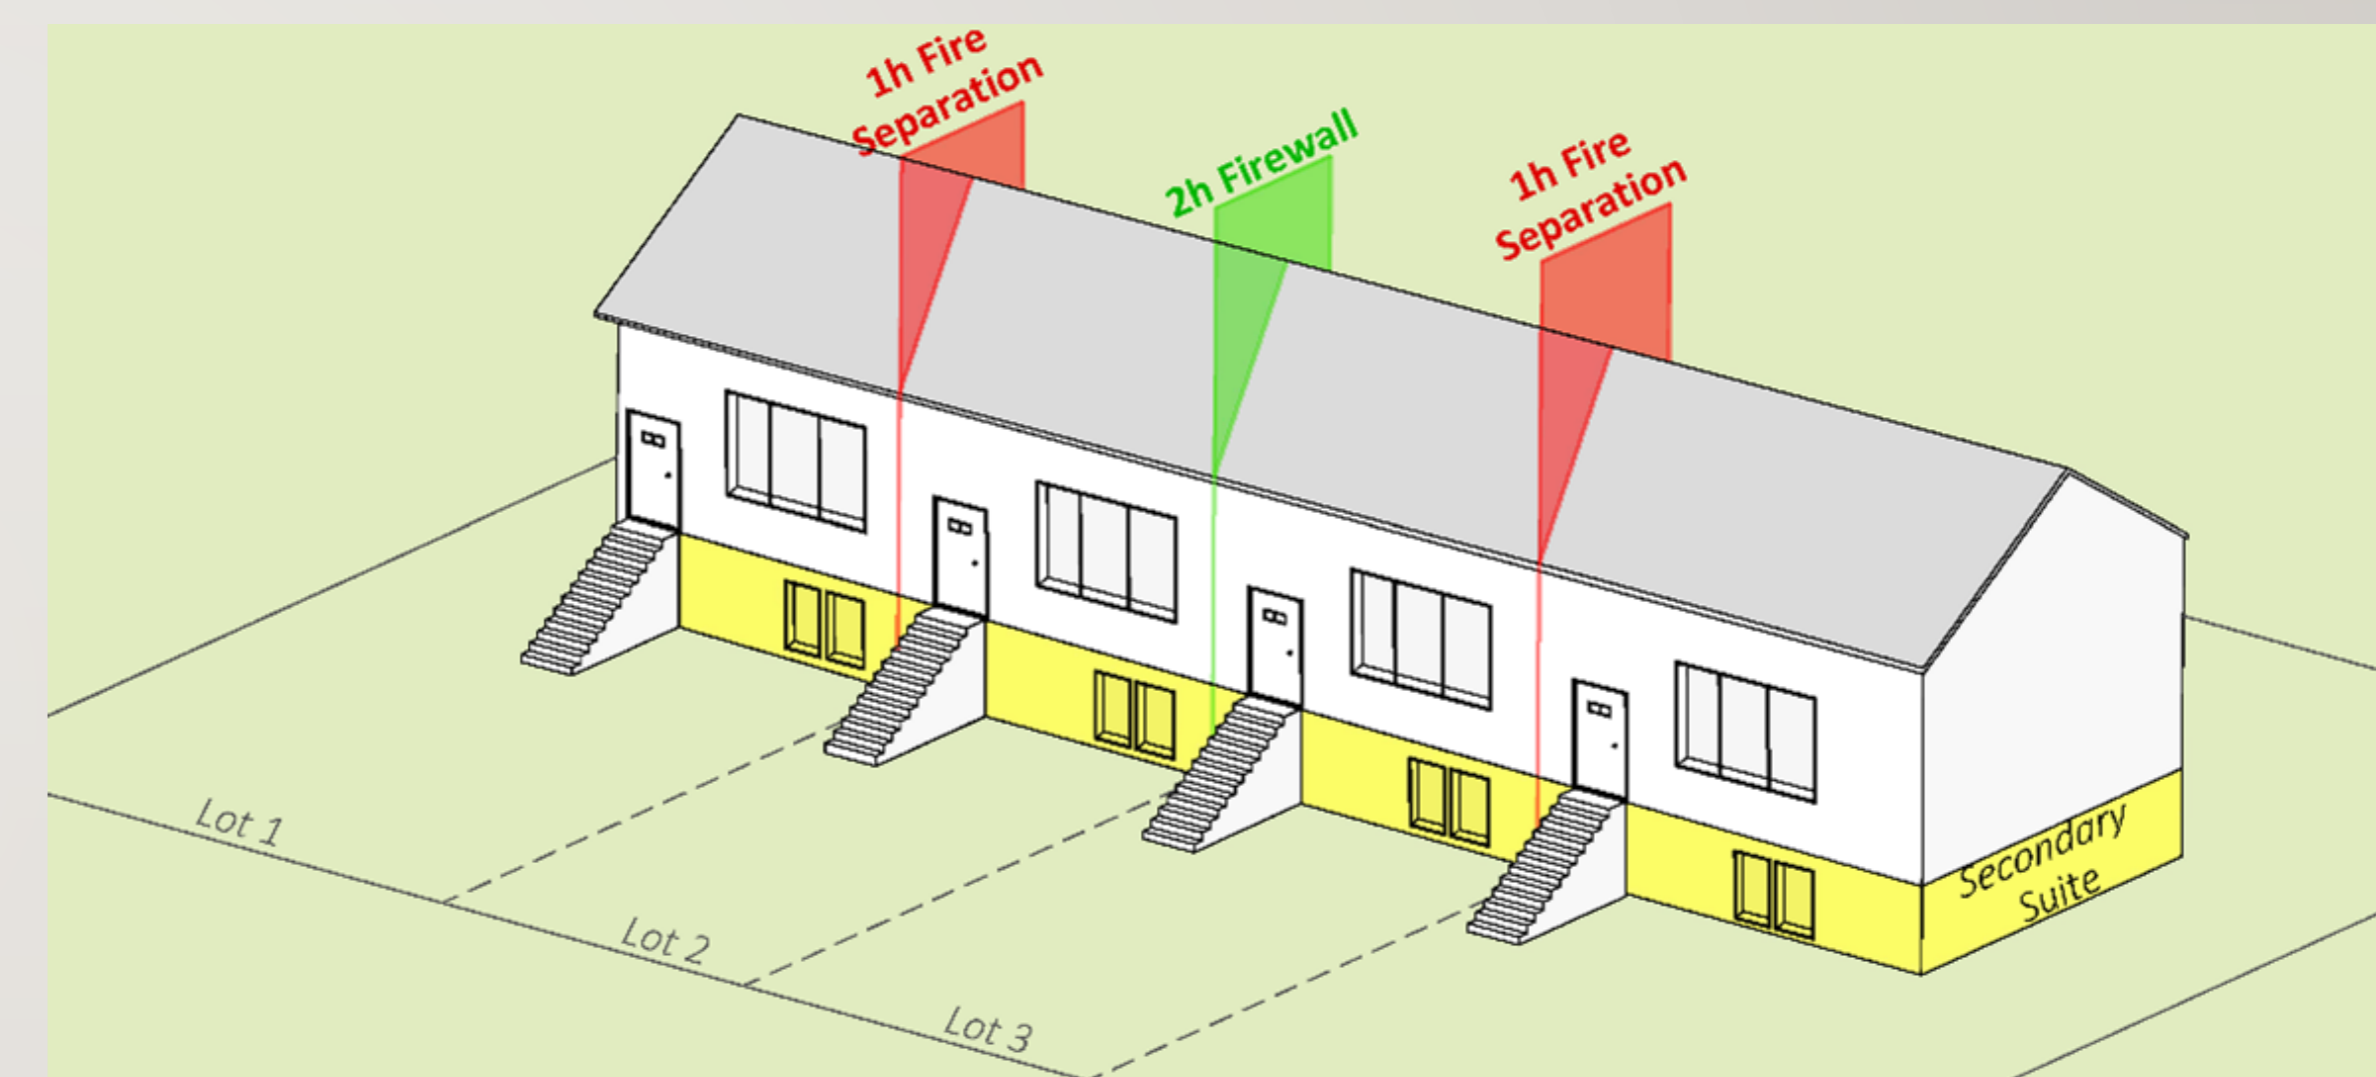 1h Fire
Separation
2h Firewall
1h Fire
Separation
Secondary
Suite
Lot 1
Lot 2
Lot 3